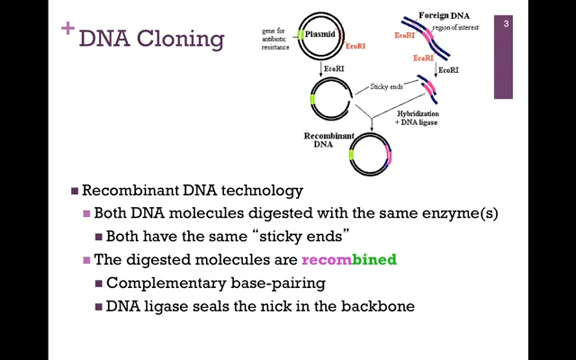 +
DNA Cloning
3
gene for
antibiotic
resistance
Plasmid
EcoRI
Foreign DNA
region of interest
EcoRI
EcoRI
EcoRI
EcoRI
Sticky ends
Hybridization
+ DNA ligase
Recombinant
DNA
Recombinant DNA technology
Both DNA molecules digested with the same enzyme(s)
Both have the same “sticky ends”
The digested molecules are recombined
Complementary base-pairing
DNA ligase seals the nick in the backbone